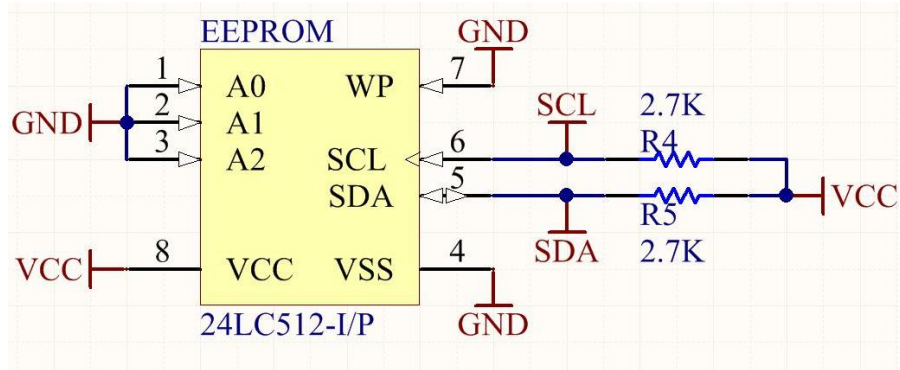 EEPROM
GND
1
7
A0
WP
SCL
2.7K
GND
2
A1
3
6
R4
A2
SCL
5
SDA
VCC
R5
SDA
2.7K
VCC
8
VCC
VSS
4
24LC512-I/P
GND